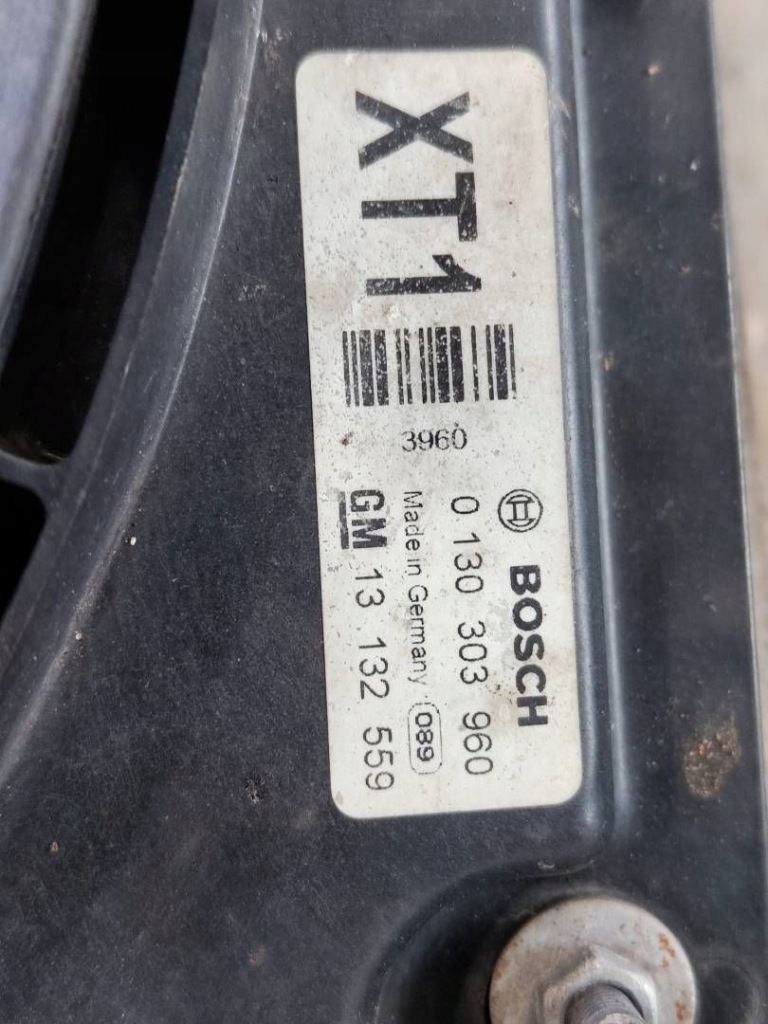 XT1
3960
BOSCH
0 130 303 960
Made in Germany 089
GM 13 132 559